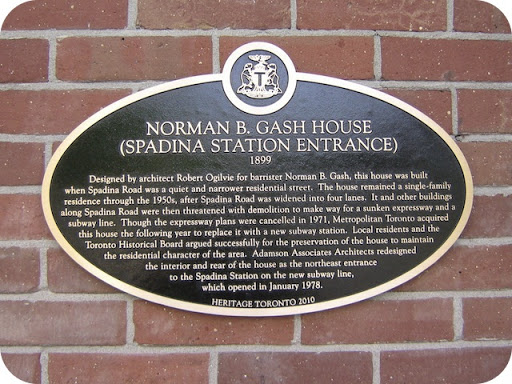 T
NORMAN B. GASH HOUSE
(SPADINA STATION ENTRANCE)
1899
Designed by architect Robert Ogilvie for barrister Norman B. Gash, this house was built
when Spadina Road was a quiet and narrower residential street. The house remained a single-family
residence through the 1950s, after Spadina Road was widened into four lanes. It and other buildings
along Spadina Road were then threatened with demolition to make way for a sunken expressway and a
subway line. Though the expressway plans were cancelled in 1971, Metropolitan Toronto acquired
this house the following year to replace it with a new subway station. Local residents and the
Toronto Historical Board argued successfully for the preservation of the house to maintain
the residential character of the area. Adamson Associates Architects redesigned
the interior and rear of the house as the northeast entrance
to the Spadina Station on the new subway line,
which opened in January 1978.
HERITAGE TORONTO 2010